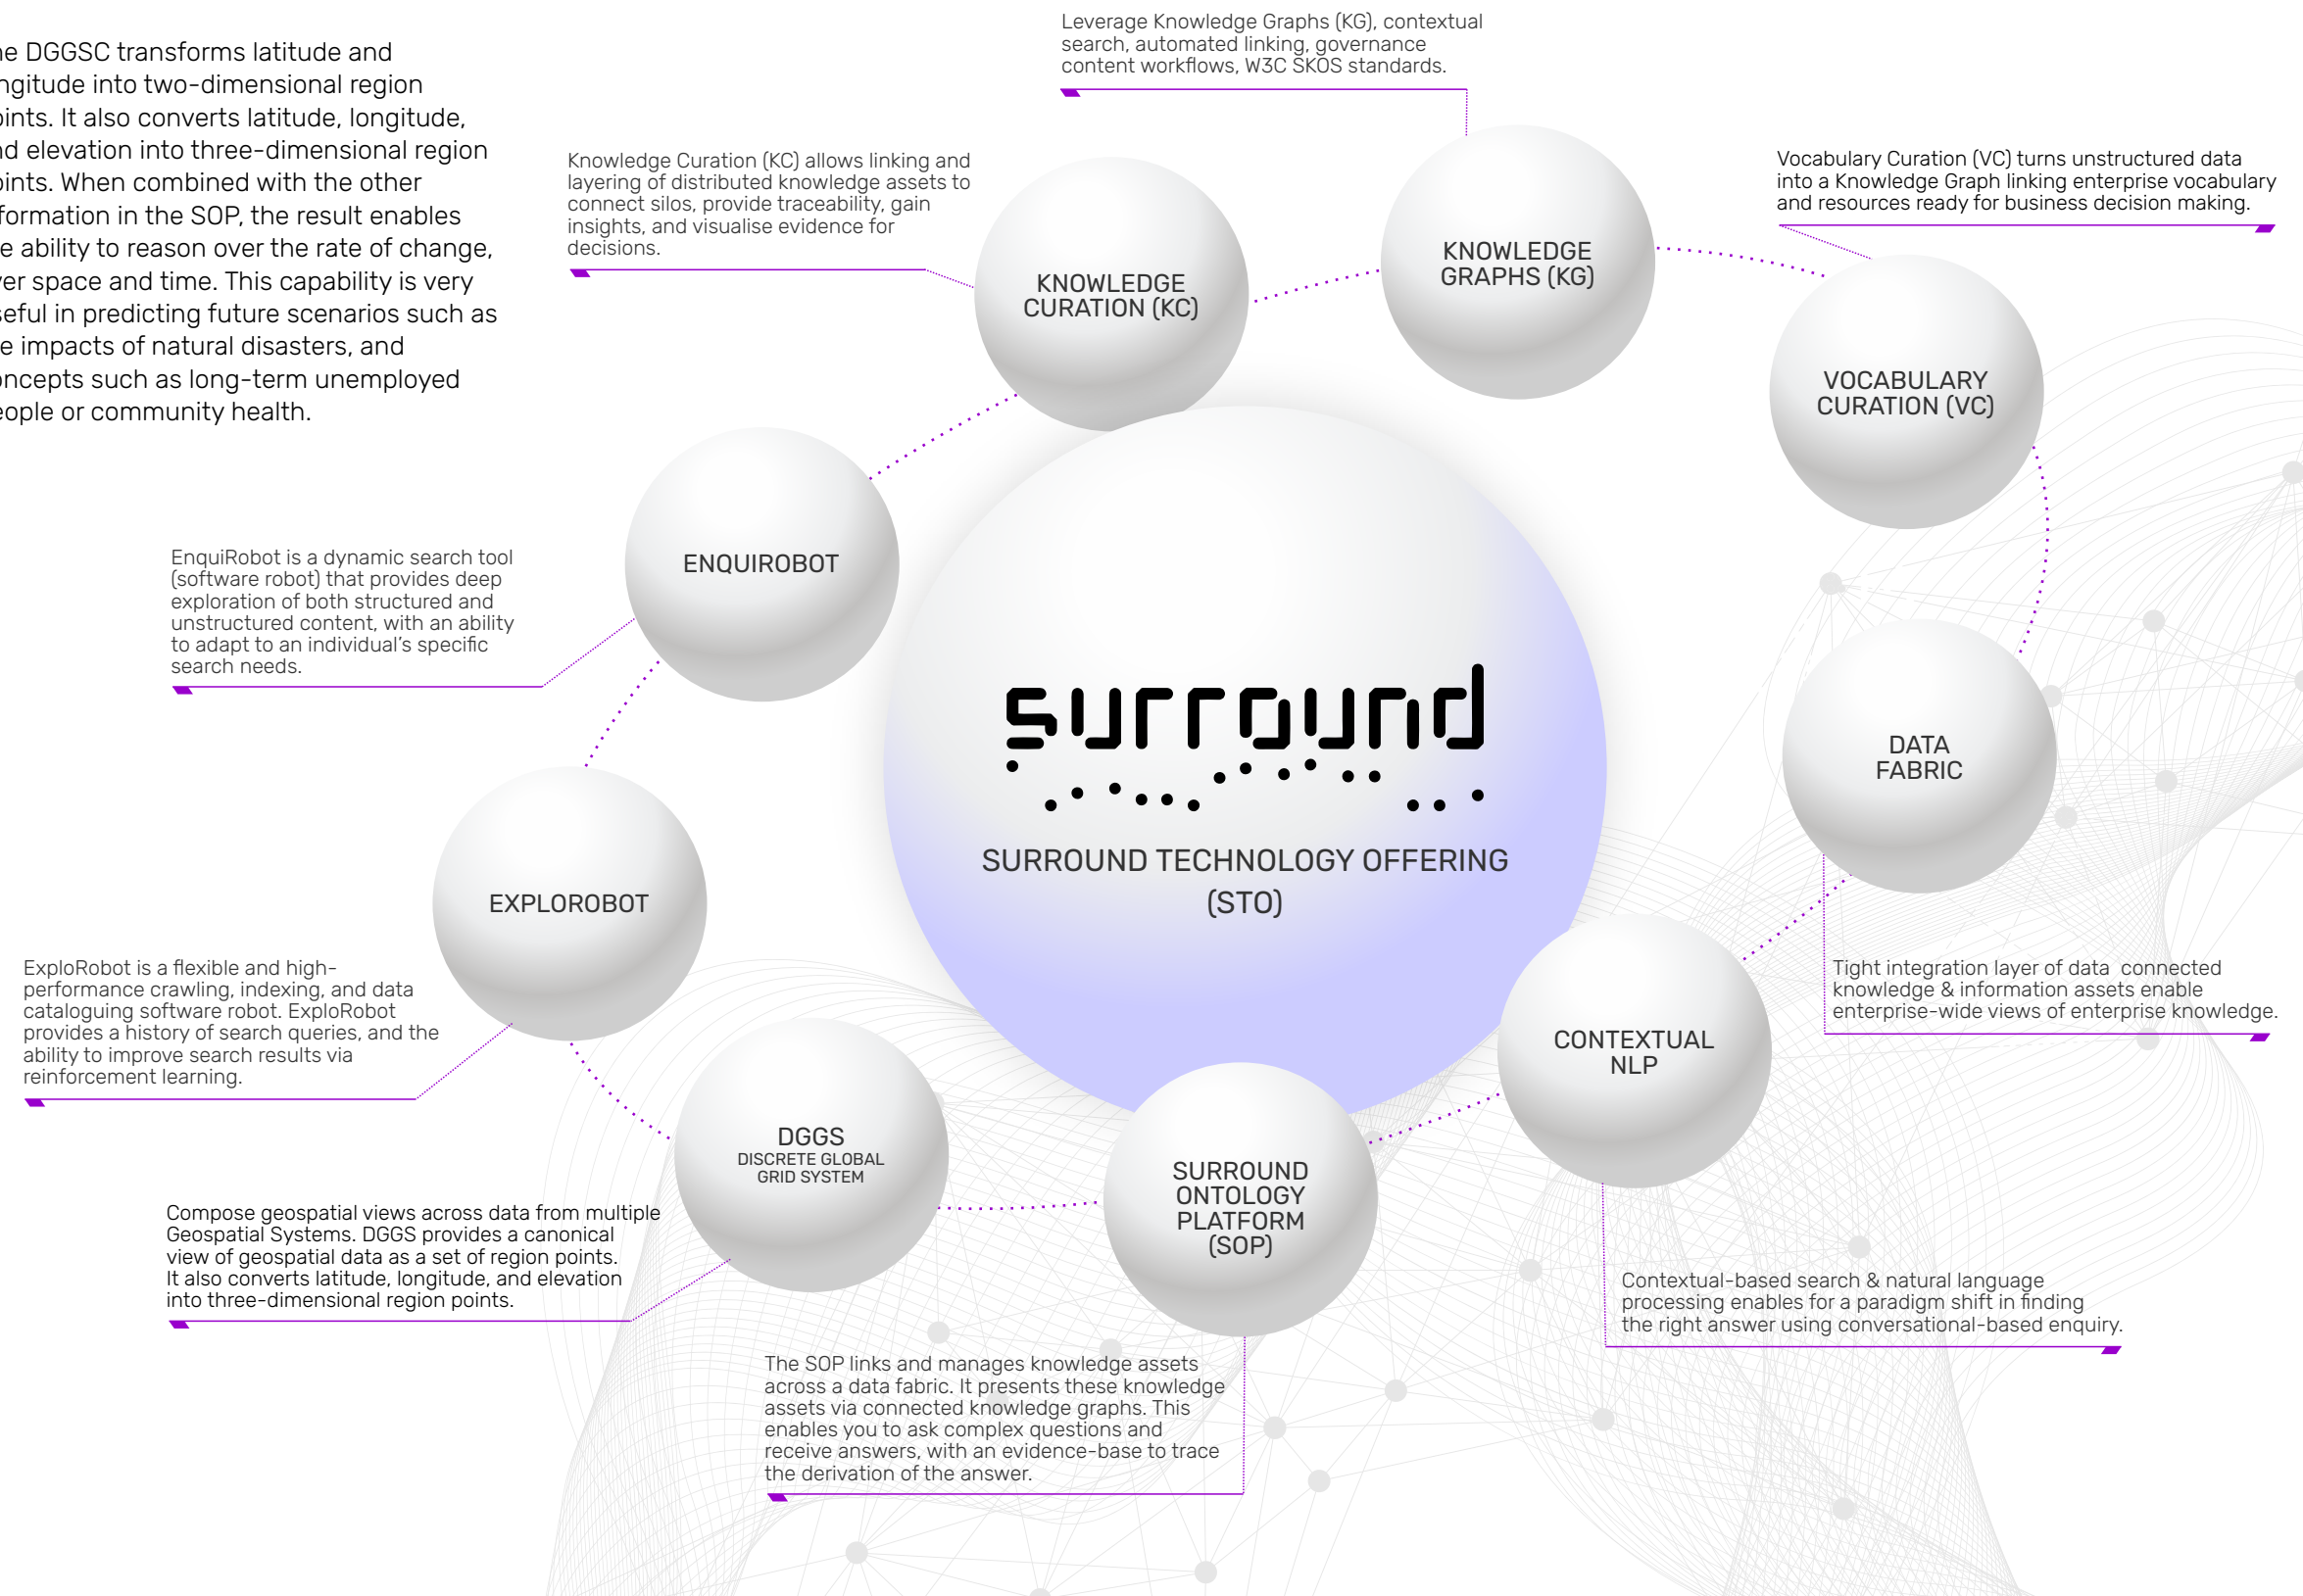 he DGGSC transforms latitude and
ngitude into two-dimensional region
oints. It also converts latitude, longitude,
nd elevation into three-dimensional region
oints. When combined with the other
formation in the SOP, the result enables
e ability to reason over the rate of change,
ver space and time. This capability is very
seful in predicting future scenarios such as
e impacts of natural disasters, and
oncepts such as long-term unemployed
eople or community health.
Leverage Knowledge Graphs (KG), contextual
search, automated linking, governance
content workflows, W3C SKOS standards.
Knowledge Curation (KC) allows linking and
layering of distributed knowledge assets to
connect silos, provide traceability, gain
insights, and visualise evidence for
decisions.
Vocabulary Curation (VC) turns unstructured data
into a Knowledge Graph linking enterprise vocabulary
and resources ready for business decision making.
KNOWLEDGE
CURATION (KC)
KNOWLEDGE
GRAPHS (KG)
VOCABULARY
CURATION (VC)
ENQUIROBOT
EnquiRobot is a dynamic search tool
(software robot) that provides deep
exploration of both structured and
unstructured content, with an ability
to adapt to an individual's specific
search needs.
surround
SURROUND TECHNOLOGY OFFERING
(STO)
DATA
FABRIC
EXPLOROBOT
ExploRobot is a flexible and high-
performance crawling, indexing, and data
cataloguing software robot. ExploRobot
provides a history of search queries, and the
ability to improve search results via
reinforcement learning.
Tight integration layer of data  connected
knowledge & information assets enable
enterprise-wide views of enterprise knowledge.
CONTEXTUAL
NLP
DGGS
DISCRETE GLOBAL
GRID SYSTEM
SURROUND
ONTOLOGY
PLATFORM
(SOP)
Compose geospatial views across data from multiple
Geospatial Systems. DGGS provides a canonical
view of geospatial data as a set of region points.
It also converts latitude, longitude, and elevation
into three-dimensional region points.
Contextual-based search & natural language
processing enables for a paradigm shift in finding
the right answer using conversational-based enquiry.
The SOP links and manages knowledge assets
across a data fabric. It presents these knowledge
assets via connected knowledge graphs. This
enables you to ask complex questions and
receive answers, with an evidence-base to trace
the derivation of the answer.